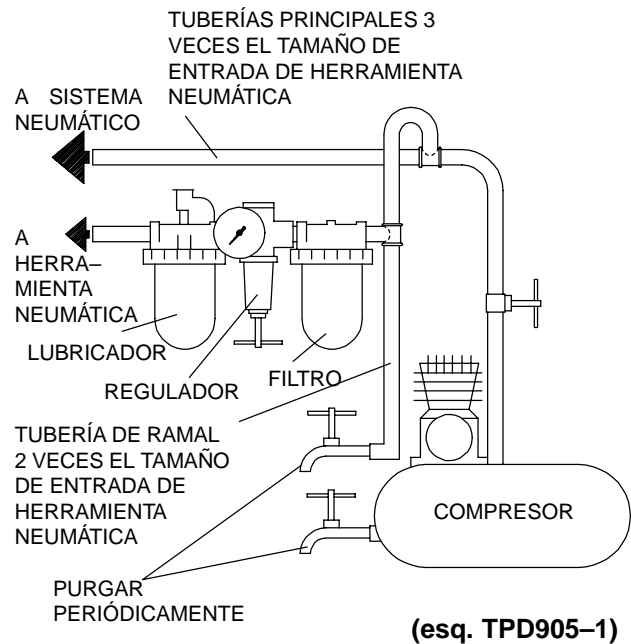 TUBERÍAS PRINCIPALES 3
VECES EL TAMAÑO DE
ENTRADA DE HERRAMIENTA
NEUMÁTICA
A SISTEMA
NEUMÁTICO
A
HERRA–
MIENTA
NEUMÁTICA
LUBRICADOR
REGULADOR
FILTRO
TUBERÍA DE RAMAL
2 VECES EL TAMAÑO
DE ENTRADA DE
HERRAMIENTA
NEUMÁTICA
COMPRESOR
PURGAR
PERIÓDICAMENTE
(esq. TPD905–1)